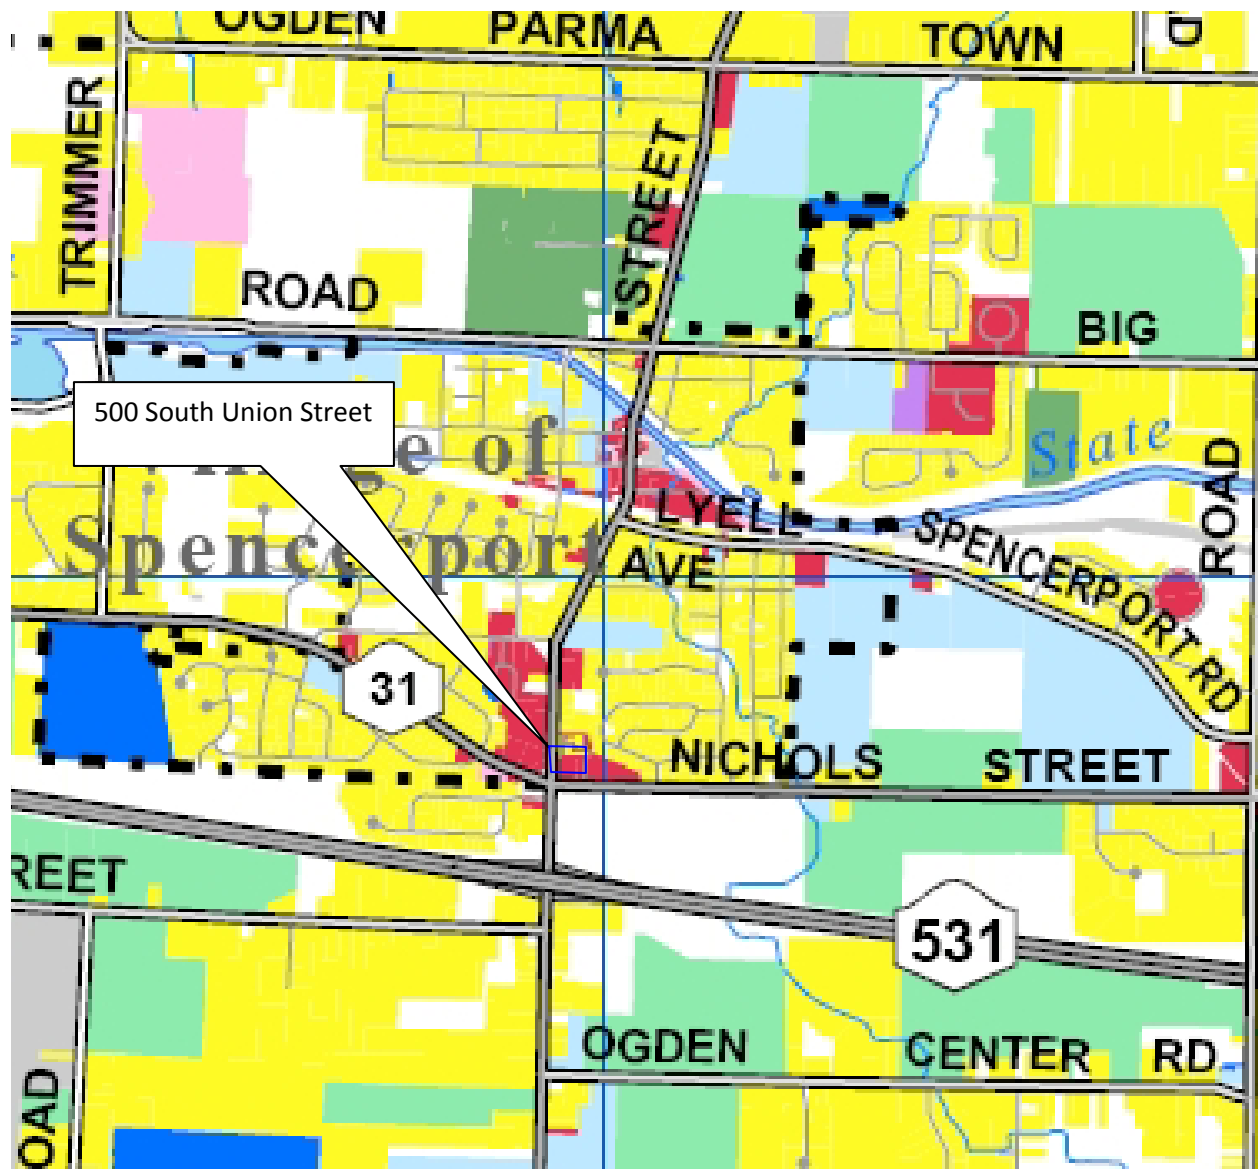 OGDEN PARMA TOWN
D
TRIMMER
STREET
ROAD
BIG
500 South Union Street
e of
Spencerport
State
ROAD
LYELL
AVE
SPENCERPORT RD
31
NICHOLS STREET
REET
531
OGDEN CENTER RD
OAD